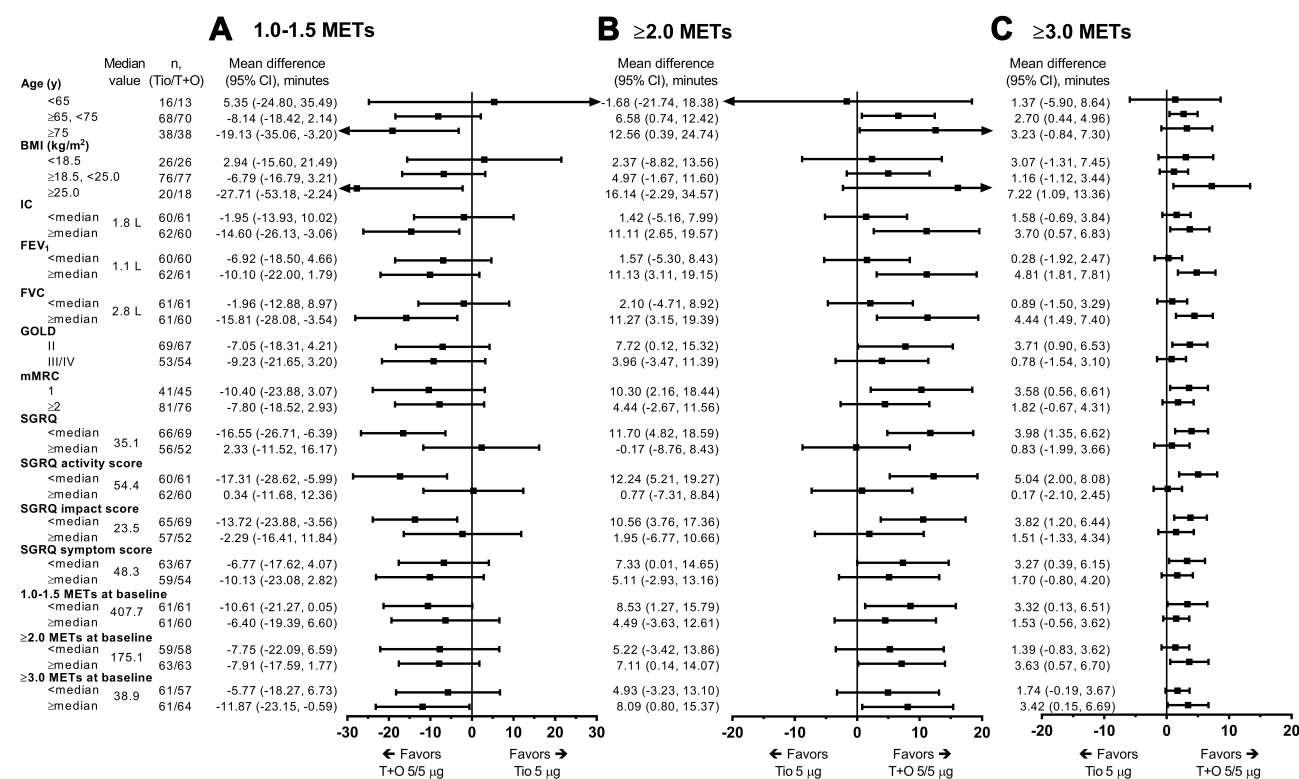 A 1.0-1.5 METs B ≥2.0 METs C ≥3.0 METs
Median value n, (Tio/T+O) Mean difference (95% CI), minutes Mean difference (95% CI), minutes Mean difference (95% CI), minutes
Age (y)
<65 16/13 5.35 (-24.80, 35.49) -1.68 (-21.74, 18.38) 1.37 (-5.90, 8.64)
≥65, <75 68/70 -8.14 (-18.42, 2.14) 6.58 (0.74, 12.42) 2.70 (0.44, 4.96)
≥75 38/38 -19.13 (-35.06, -3.20) 12.56 (0.39, 24.74) 3.23 (-0.84, 7.30)
BMI (kg/m²)
<18.5 26/26 2.94 (-15.60, 21.49) 2.37 (-8.82, 13.56) 3.07 (-1.31, 7.45)
≥18.5, <25.0 76/77 -6.79 (-16.79, 3.21) 4.97 (-1.67, 11.60) 1.16 (-1.12, 3.44)
≥25.0 20/18 -27.71 (-53.18, -2.24) 16.14 (-2.29, 34.57) 7.22 (1.09, 13.36)
IC
<median 60/61 -1.95 (-13.93, 10.02) 1.42 (-5.16, 7.99) 1.58 (-0.69, 3.84)
1.8 L
≥median 62/60 -14.60 (-26.13, -3.06) 11.11 (2.65, 19.57) 3.70 (0.57, 6.83)
FEV₁
<median 60/60 -6.92 (-18.50, 4.66) 1.57 (-5.30, 8.43) 0.28 (-1.92, 2.47)
1.1 L
≥median 62/61 -10.10 (-22.00, 1.79) 11.13 (3.11, 19.15) 4.81 (1.81, 7.81)
FVC
<median 61/61 -1.96 (-12.88, 8.97) 2.10 (-4.71, 8.92) 0.89 (-1.50, 3.29)
2.8 L
≥median 61/60 -15.81 (-28.08, -3.54) 11.27 (3.15, 19.39) 4.44 (1.49, 7.40)
GOLD
II 69/67 -7.05 (-18.31, 4.21) 7.72 (0.12, 15.32) 3.71 (0.90, 6.53)
III/IV 53/54 -9.23 (-21.65, 3.20) 3.96 (-3.47, 11.39) 0.78 (-1.54, 3.10)
mMRC
1 41/45 -10.40 (-23.88, 3.07) 10.30 (2.16, 18.44) 3.58 (0.56, 6.61)
≥2 81/76 -7.80 (-18.52, 2.93) 4.44 (-2.67, 11.56) 1.82 (-0.67, 4.31)
SGRQ
<median 66/69 -16.55 (-26.71, -6.39) 11.70 (4.82, 18.59) 3.98 (1.35, 6.62)
35.1
≥median 56/52 2.33 (-11.52, 16.17) -0.17 (-8.76, 8.43) 0.83 (-1.99, 3.66)
SGRQ activity score
<median 60/61 -17.31 (-28.62, -5.99) 12.24 (5.21, 19.27) 5.04 (2.00, 8.08)
54.4
≥median 62/60 0.34 (-11.68, 12.36) 0.77 (-7.31, 8.84) 0.17 (-2.10, 2.45)
SGRQ impact score
<median 65/69 -13.72 (-23.88, -3.56) 10.56 (3.76, 17.36) 3.82 (1.20, 6.44)
23.5
≥median 57/52 -2.29 (-16.41, 11.84) 1.95 (-6.77, 10.66) 1.51 (-1.33, 4.34)
SGRQ symptom score
<median 63/67 -6.77 (-17.62, 4.07) 7.33 (0.01, 14.65) 3.27 (0.39, 6.15)
48.3
≥median 59/54 -10.13 (-23.08, 2.82) 5.11 (-2.93, 13.16) 1.70 (-0.80, 4.20)
1.0-1.5 METs at baseline
<median 61/61 -10.61 (-21.27, 0.05) 8.53 (1.27, 15.79) 3.32 (0.13, 6.51)
407.7
≥median 61/60 -6.40 (-19.39, 6.60) 4.49 (-3.63, 12.61) 1.53 (-0.56, 3.62)
≥2.0 METs at baseline
<median 59/58 -7.75 (-22.09, 6.59) 5.22 (-3.42, 13.86) 1.39 (-0.83, 3.62)
175.1
≥median 63/63 -7.91 (-17.59, 1.77) 7.11 (0.14, 14.07) 3.63 (0.57, 6.70)
≥3.0 METs at baseline
<median 61/57 -5.77 (-18.27, 6.73) 4.93 (-3.23, 13.10) 1.74 (-0.19, 3.67)
38.9
≥median 61/64 -11.87 (-23.15, -0.59) 8.09 (0.80, 15.37) 3.42 (0.15, 6.69)
-30 -20 -10 0 10 20 30 -20 -10 0 10 20 -20 -10 0 10 20
← Favors Favors → ← Favors Favors → ← Favors Favors →
T+O 5/5 μg Tio 5 μg Tio 5 μg T+O 5/5 μg Tio 5 μg T+O 5/5 μg